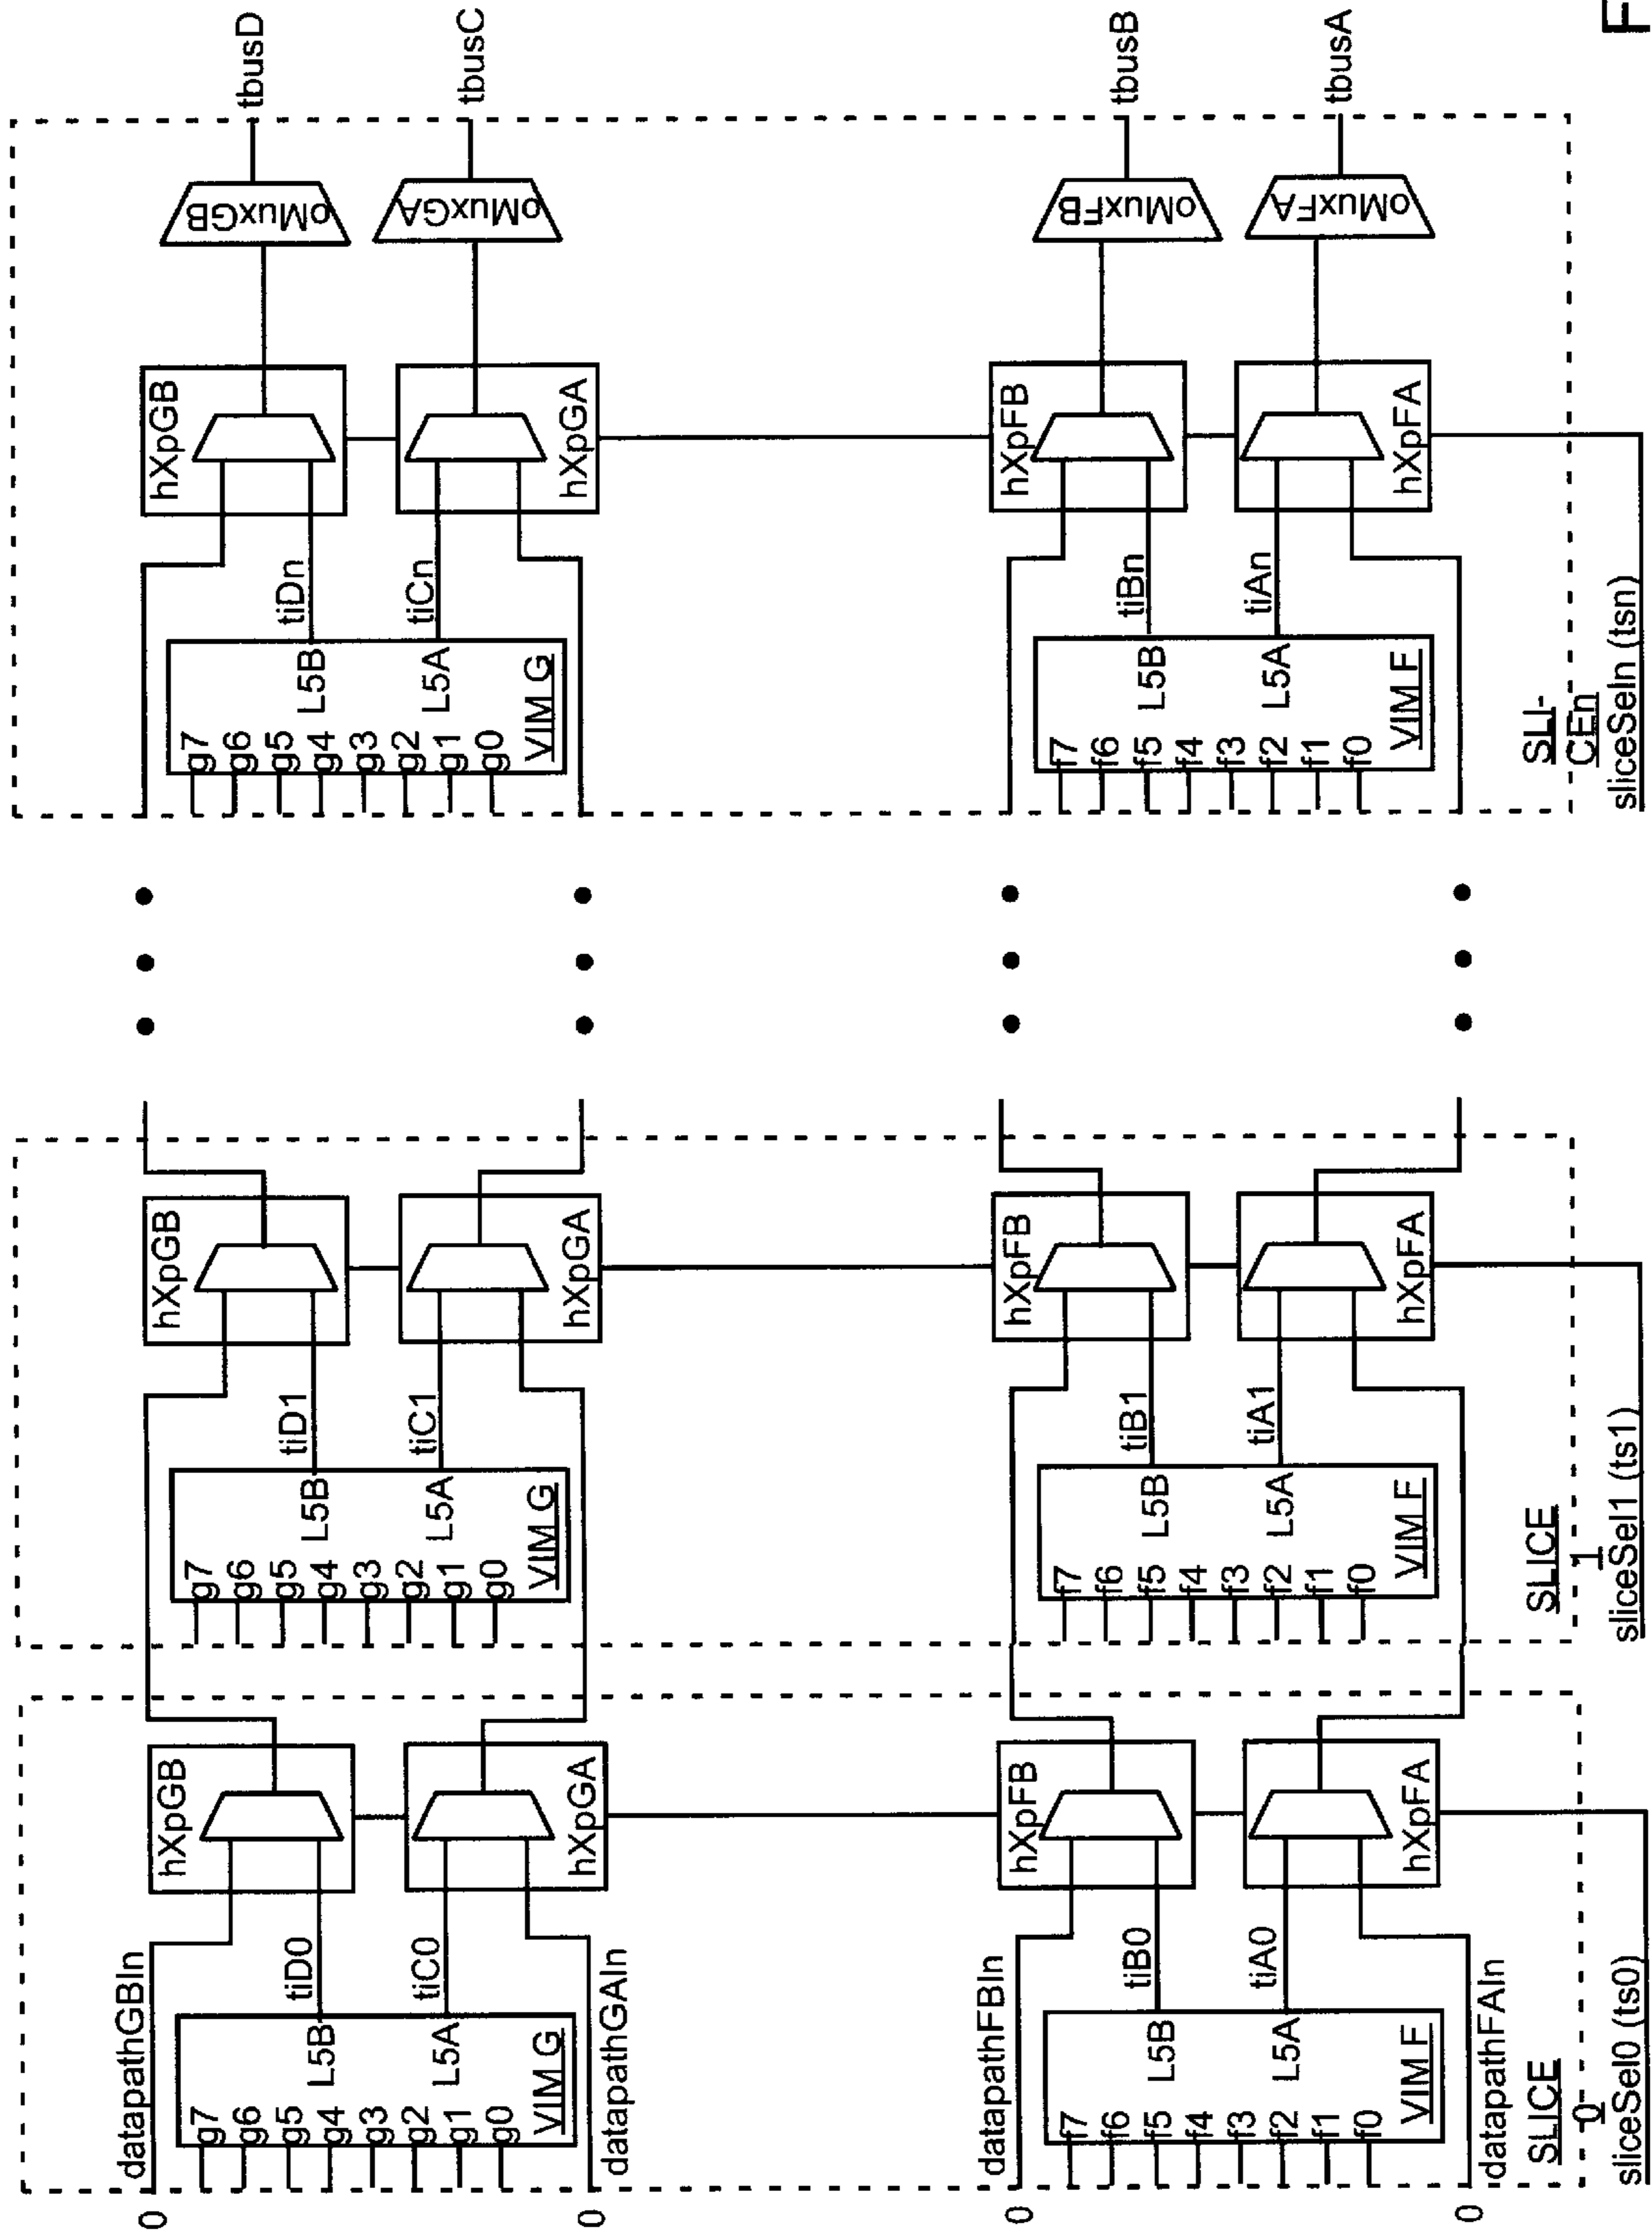 0
datapathGBIn
g7
g6
g5
g4
g3
g2
g1
g0
L5B
L5A
VIM G
tiD0
tiC0
hXpGB
hXpGA
0
datapathGAIn
0
datapathFBIn
f7
f6
f5
f4
f3
f2
f1
f0
L5B
L5A
VIM F
tiB0
tiA0
hXpFB
hXpFA
0
datapathFAIn
SLICE
0
sliceSel0 (ts0)
g7
g6
g5
g4
g3
g2
g1
g0
L5B
L5A
VIM G
tiD1
tiC1
hXpGB
hXpGA
f7
f6
f5
f4
f3
f2
f1
f0
L5B
L5A
VIM F
tiB1
tiA1
hXpFB
hXpFA
SLICE
1
sliceSel1 (ts1)
g7
g6
g5
g4
g3
g2
g1
g0
L5B
L5A
VIM G
tiDn
tiCn
hXpGB
hXpGA
oMuxGB
oMuxGA
tbusD
tbusC
f7
f6
f5
f4
f3
f2
f1
f0
L5B
L5A
VIM F
tiBn
tiAn
hXpFB
hXpFA
oMuxFB
oMuxFA
tbusB
tbusA
SLI-
CEn
sliceSeln (tsn)
F